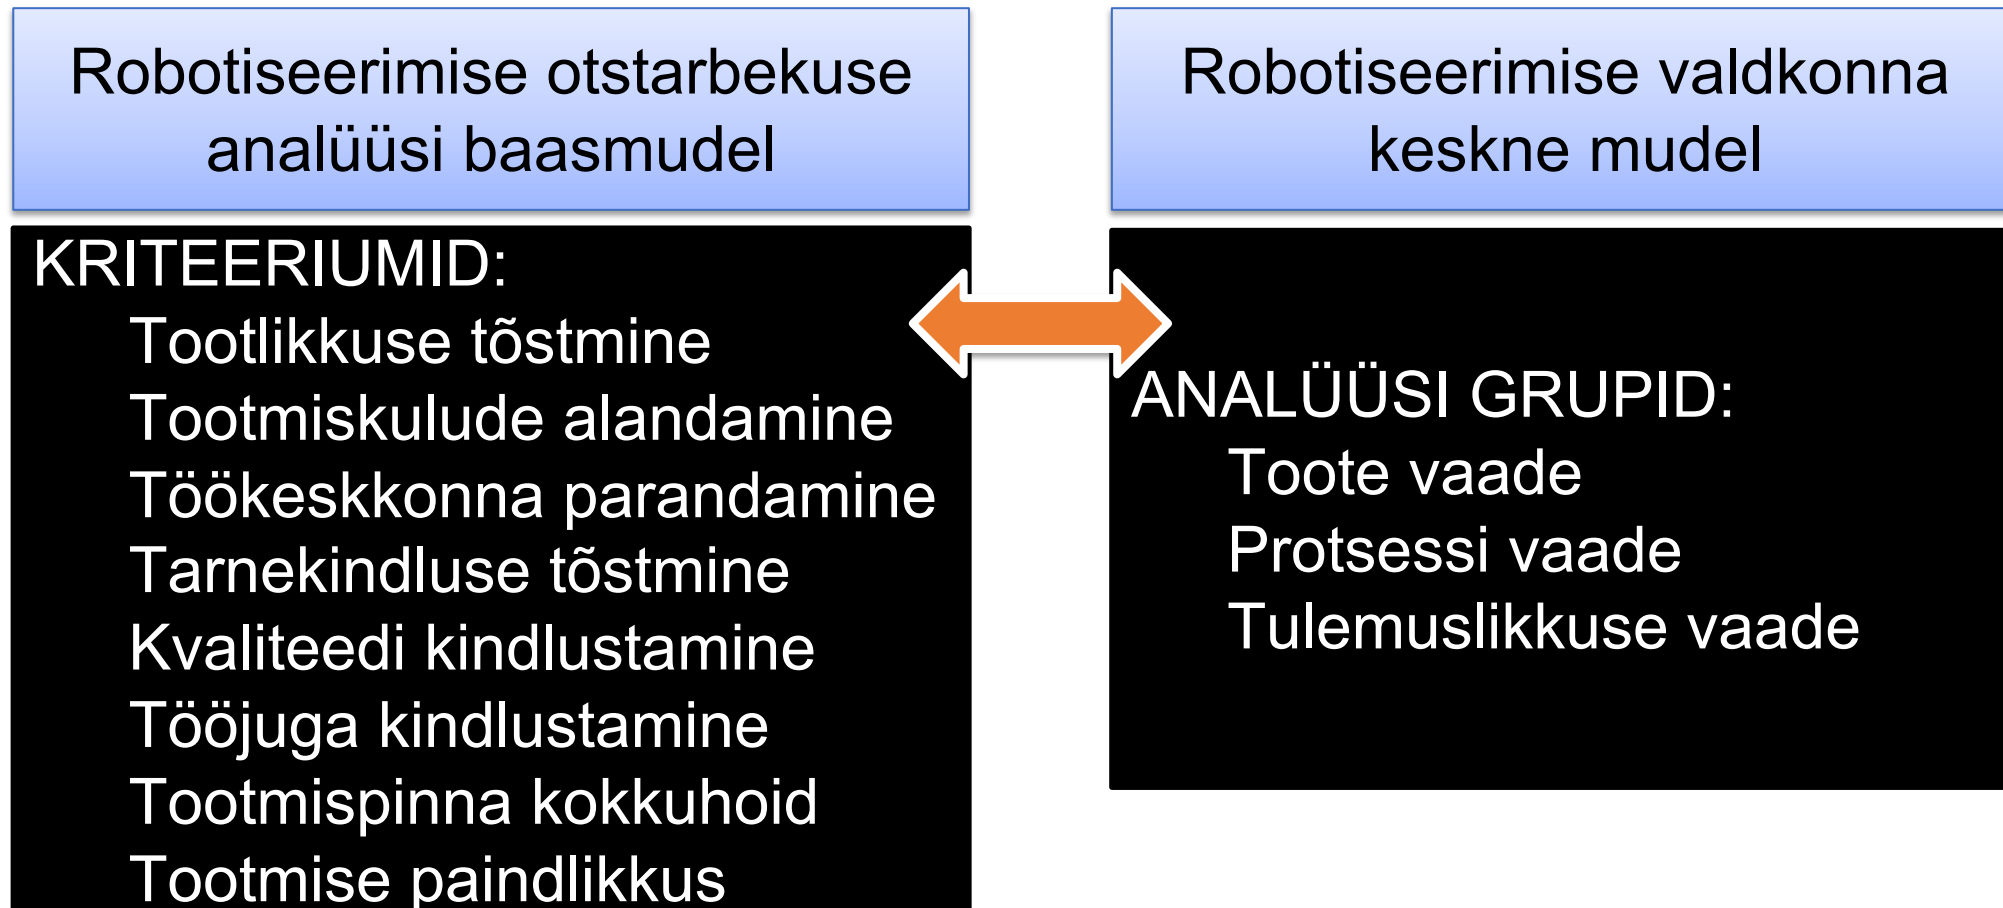 Robotiseerimise otstarbekuse
analüüsi baasmudel
KRITEERIUMID:
Tootlikkuse tõstmine
Tootmiskulude alandamine
Töökeskkonna parandamine
Tarnekindluse tõstmine
Kvaliteedi kindlustamine
Tööjuga kindlustamine
Tootmispinna kokkuhoid
Tootmise paindlikkus
Robotiseerimise valdkonna
keskne mudel
ANALÜÜSI GRUPID:
Toote vaade
Protsessi vaade
Tulemuslikkuse vaade